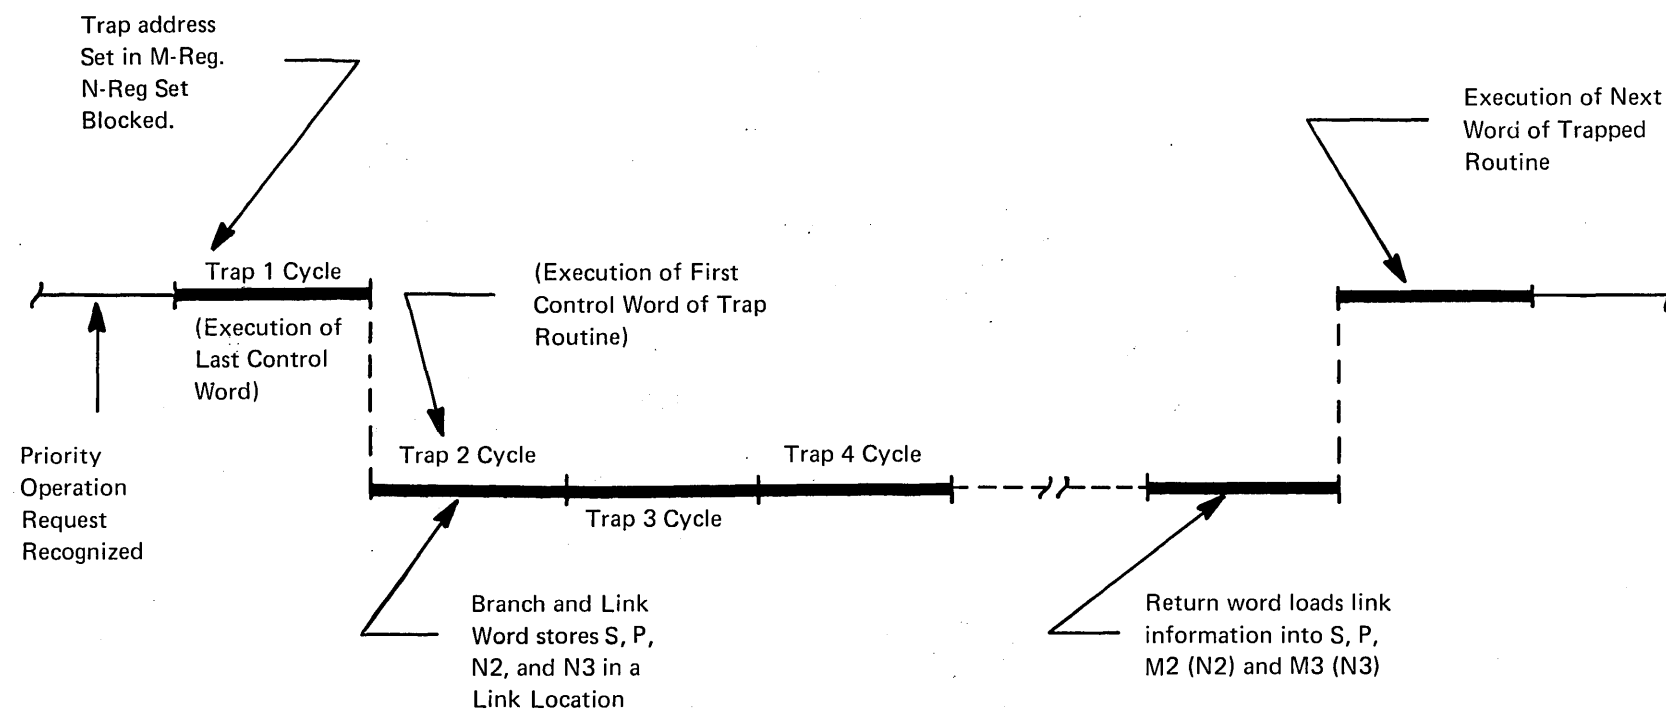 Trap address
Set in M-Reg.
N-Reg Set
Blocked.
Execution of Next
Word of Trapped
Routine
Trap 1 Cycle
(Execution of
Last Control
Word)
(Execution of First
Control Word of Trap
Routine)
Priority
Operation
Request
Recognized
Trap 2 Cycle
Trap 3 Cycle
Trap 4 Cycle
Branch and Link
Word stores S, P,
N2, and N3 in a
Link Location
Return word loads link
information into S, P,
M2 (N2) and M3 (N3)